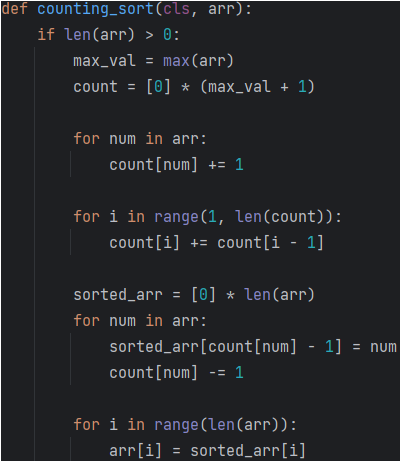 def counting_sort(cls, arr):
    if len(arr) > 0:
        max_val = max(arr)
        count = [0] * (max_val + 1)

        for num in arr:
            count[num] += 1

        for i in range(1, len(count)):
            count[i] += count[i - 1]

        sorted_arr = [0] * len(arr)
        for num in arr:
            sorted_arr[count[num] - 1] = num
            count[num] -= 1

        for i in range(len(arr)):
            arr[i] = sorted_arr[i]